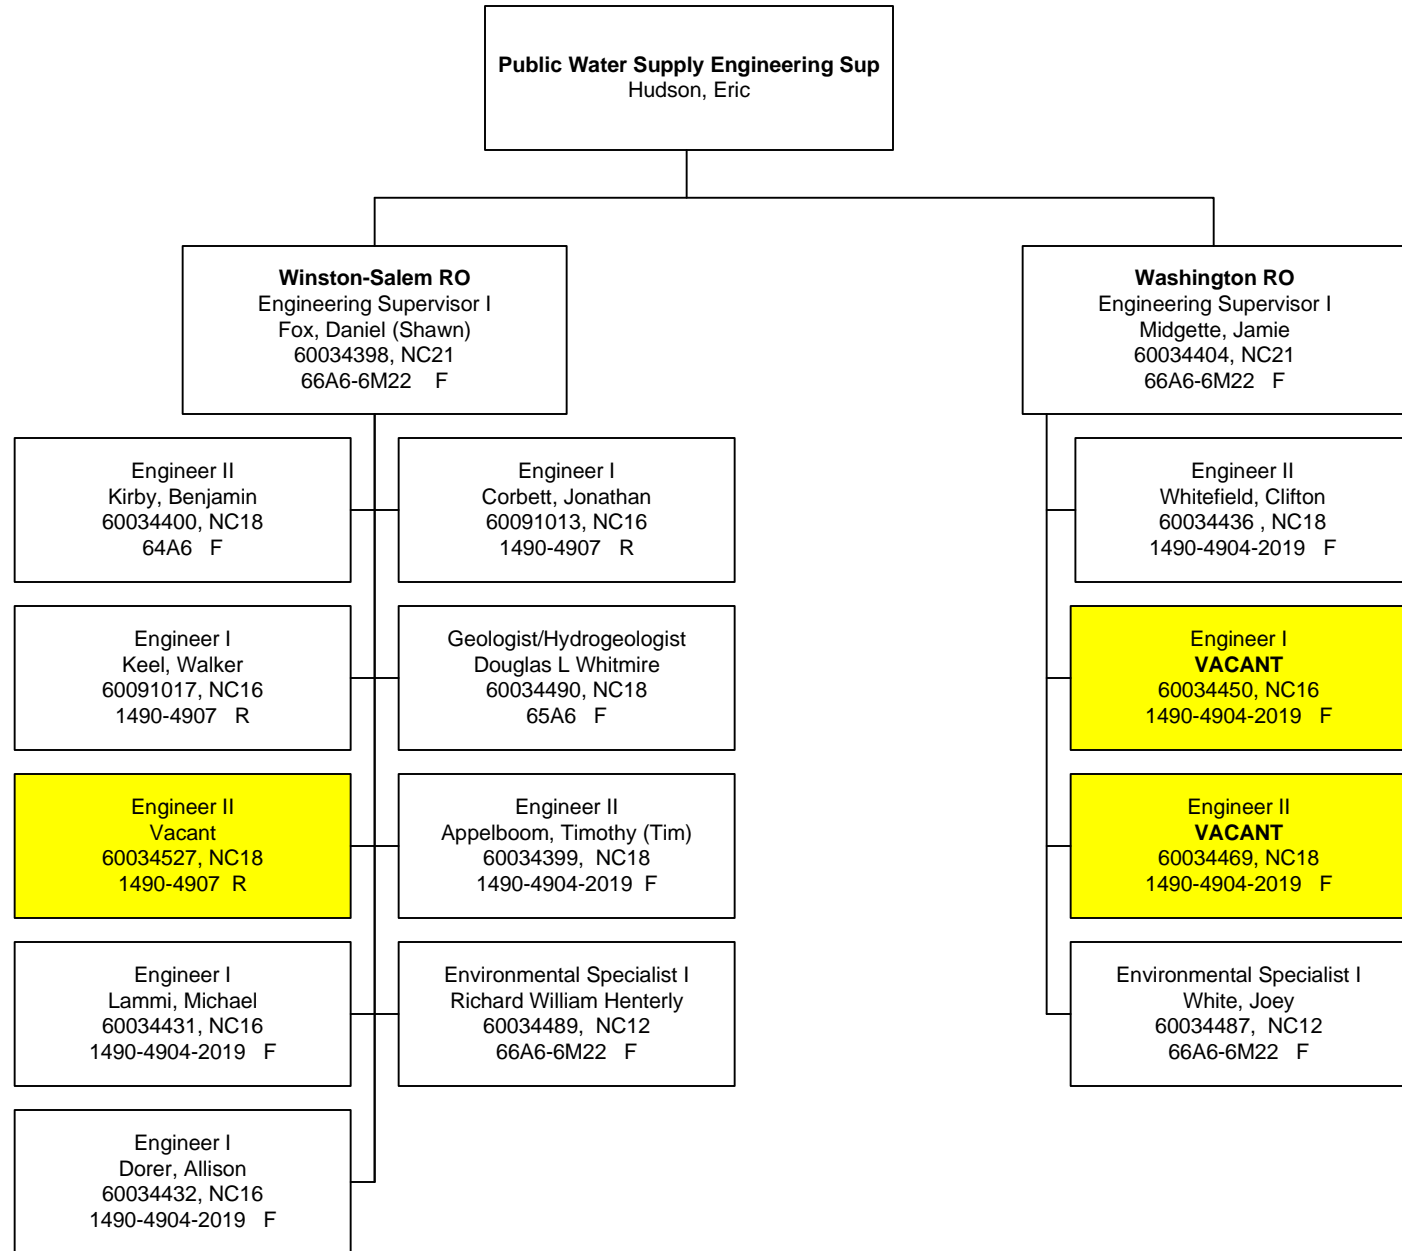 Public Water Supply Engineering Sup
Hudson, Eric
Winston-Salem RO
Engineering Supervisor I
Fox, Daniel (Shawn)
60034398, NC21
66A6-6M22 F
Washington RO
Engineering Supervisor I
Midgette, Jamie
60034404, NC21
66A6-6M22 F
Engineer II
Kirby, Benjamin
60034400, NC18
64A6 F
Engineer I
Corbett, Jonathan
60091013, NC16
1490-4907 R
Engineer II
Whitefield, Clifton
60034436 , NC18
1490-4904-2019 F
Engineer I
Keel, Walker
60091017, NC16
1490-4907 R
Geologist/Hydrogeologist
Douglas L Whitmire
60034490, NC18
65A6 F
Engineer I
VACANT
60034450, NC16
1490-4904-2019 F
Engineer II
Vacant
60034527, NC18
1490-4907 R
Engineer II
Appelboom, Timothy (Tim)
60034399, NC18
1490-4904-2019 F
Engineer II
VACANT
60034469, NC18
1490-4904-2019 F
Engineer I
Lammi, Michael
60034431, NC16
1490-4904-2019 F
Environmental Specialist I
Richard William Henterly
60034489, NC12
66A6-6M22 F
Environmental Specialist I
White, Joey
60034487, NC12
66A6-6M22 F
Engineer I
Dorer, Allison
60034432, NC16
1490-4904-2019 F